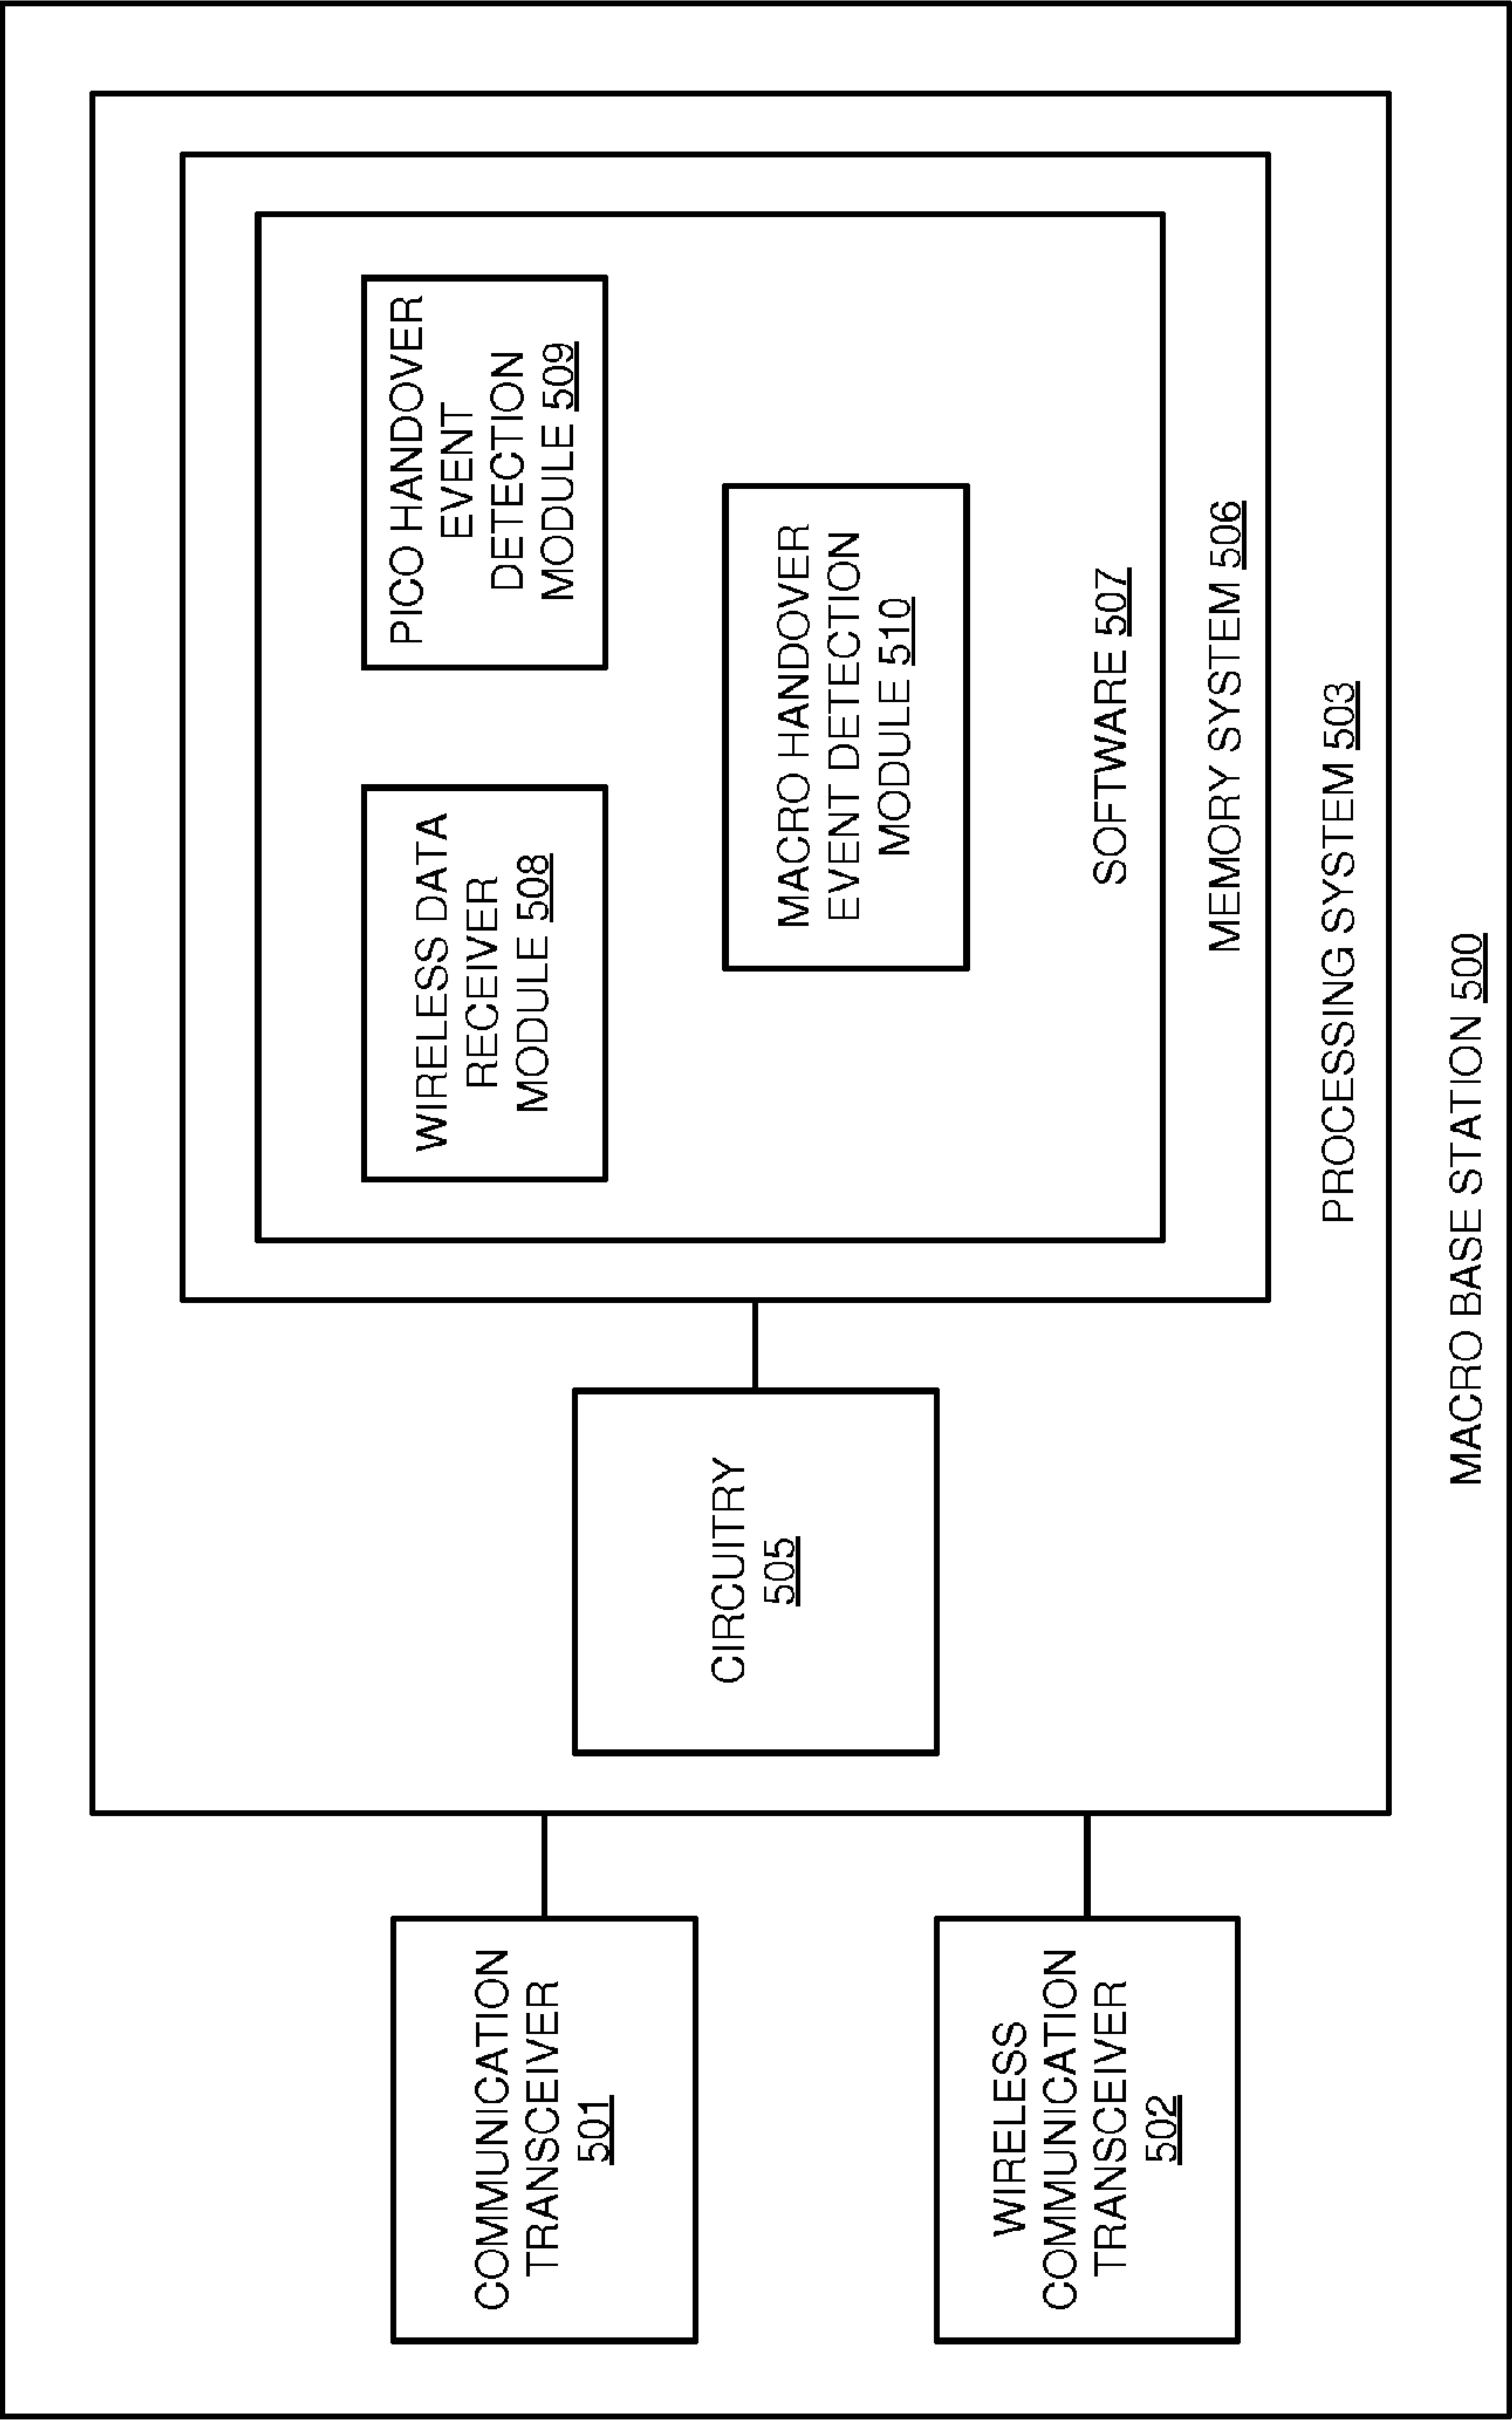 COMMUNICATION
TRANSCEIVER
501
WIRELESS
COMMUNICATION
TRANSCEIVER
502
CIRCUITRY
505
WIRELESS DATA
RECEIVER
MODULE 508
PICO HANDOVER
EVENT
DETECTION
MODULE 509
MACRO HANDOVER
EVENT DETECTION
MODULE 510
SOFTWARE 507
MEMORY SYSTEM 506
PROCESSING SYSTEM 503
MACRO BASE STATION 500